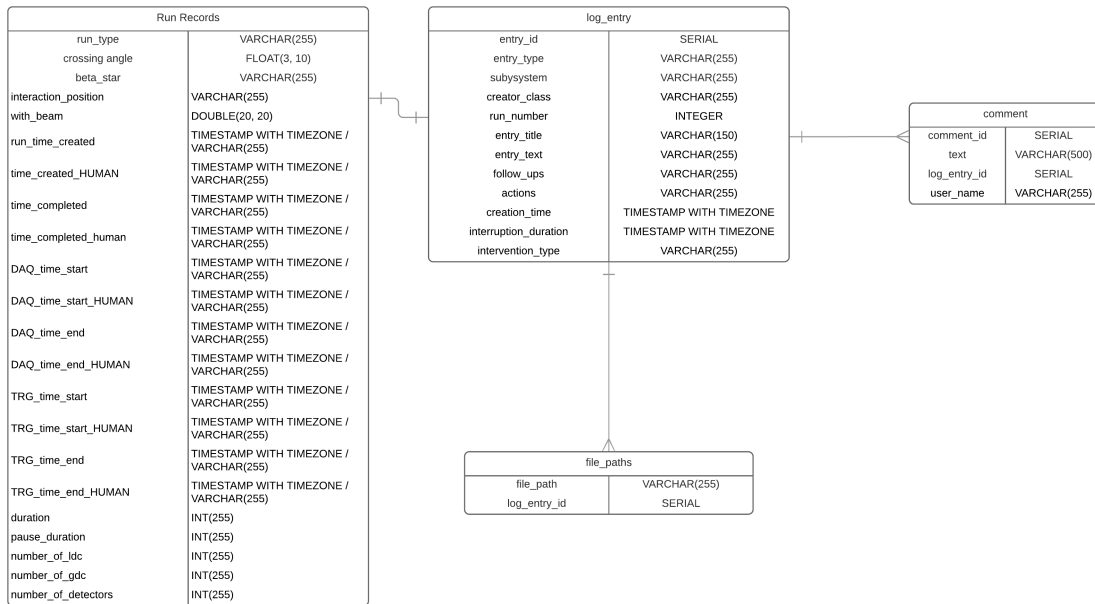 Run Records
run_type VARCHAR(255)
crossing angle FLOAT(3, 10)
beta_star VARCHAR(255)
interaction_position VARCHAR(255)
with_beam DOUBLE(20, 20)
run_time_created TIMESTAMP WITH TIMEZONE /
VARCHAR(255)
time_created_HUMAN TIMESTAMP WITH TIMEZONE /
VARCHAR(255)
time_completed TIMESTAMP WITH TIMEZONE /
VARCHAR(255)
time_completed_human TIMESTAMP WITH TIMEZONE /
VARCHAR(255)
DAQ_time_start TIMESTAMP WITH TIMEZONE /
VARCHAR(255)
DAQ_time_start_HUMAN TIMESTAMP WITH TIMEZONE /
VARCHAR(255)
DAQ_time_end TIMESTAMP WITH TIMEZONE /
VARCHAR(255)
DAQ_time_end_HUMAN TIMESTAMP WITH TIMEZONE /
VARCHAR(255)
TRG_time_start TIMESTAMP WITH TIMEZONE /
VARCHAR(255)
TRG_time_start_HUMAN TIMESTAMP WITH TIMEZONE /
VARCHAR(255)
TRG_time_end TIMESTAMP WITH TIMEZONE /
VARCHAR(255)
TRG_time_end_HUMAN TIMESTAMP WITH TIMEZONE /
VARCHAR(255)
duration INT(255)
pause_duration INT(255)
number_of_ldc INT(255)
number_of_gdc INT(255)
number_of_detectors INT(255)
log_entry
entry_id SERIAL
entry_type VARCHAR(255)
subysystem VARCHAR(255)
creator_class VARCHAR(255)
run_number INTEGER
entry_title VARCHAR(150)
entry_text VARCHAR(255)
follow_ups VARCHAR(255)
actions VARCHAR(255)
creation_time TIMESTAMP WITH TIMEZONE
interruption_duration TIMESTAMP WITH TIMEZONE
intervention_type VARCHAR(255)
comment
comment_id SERIAL
text VARCHAR(500)
log_entry_id SERIAL
user_name VARCHAR(255)
file_paths
file_path VARCHAR(255)
log_entry_id SERIAL